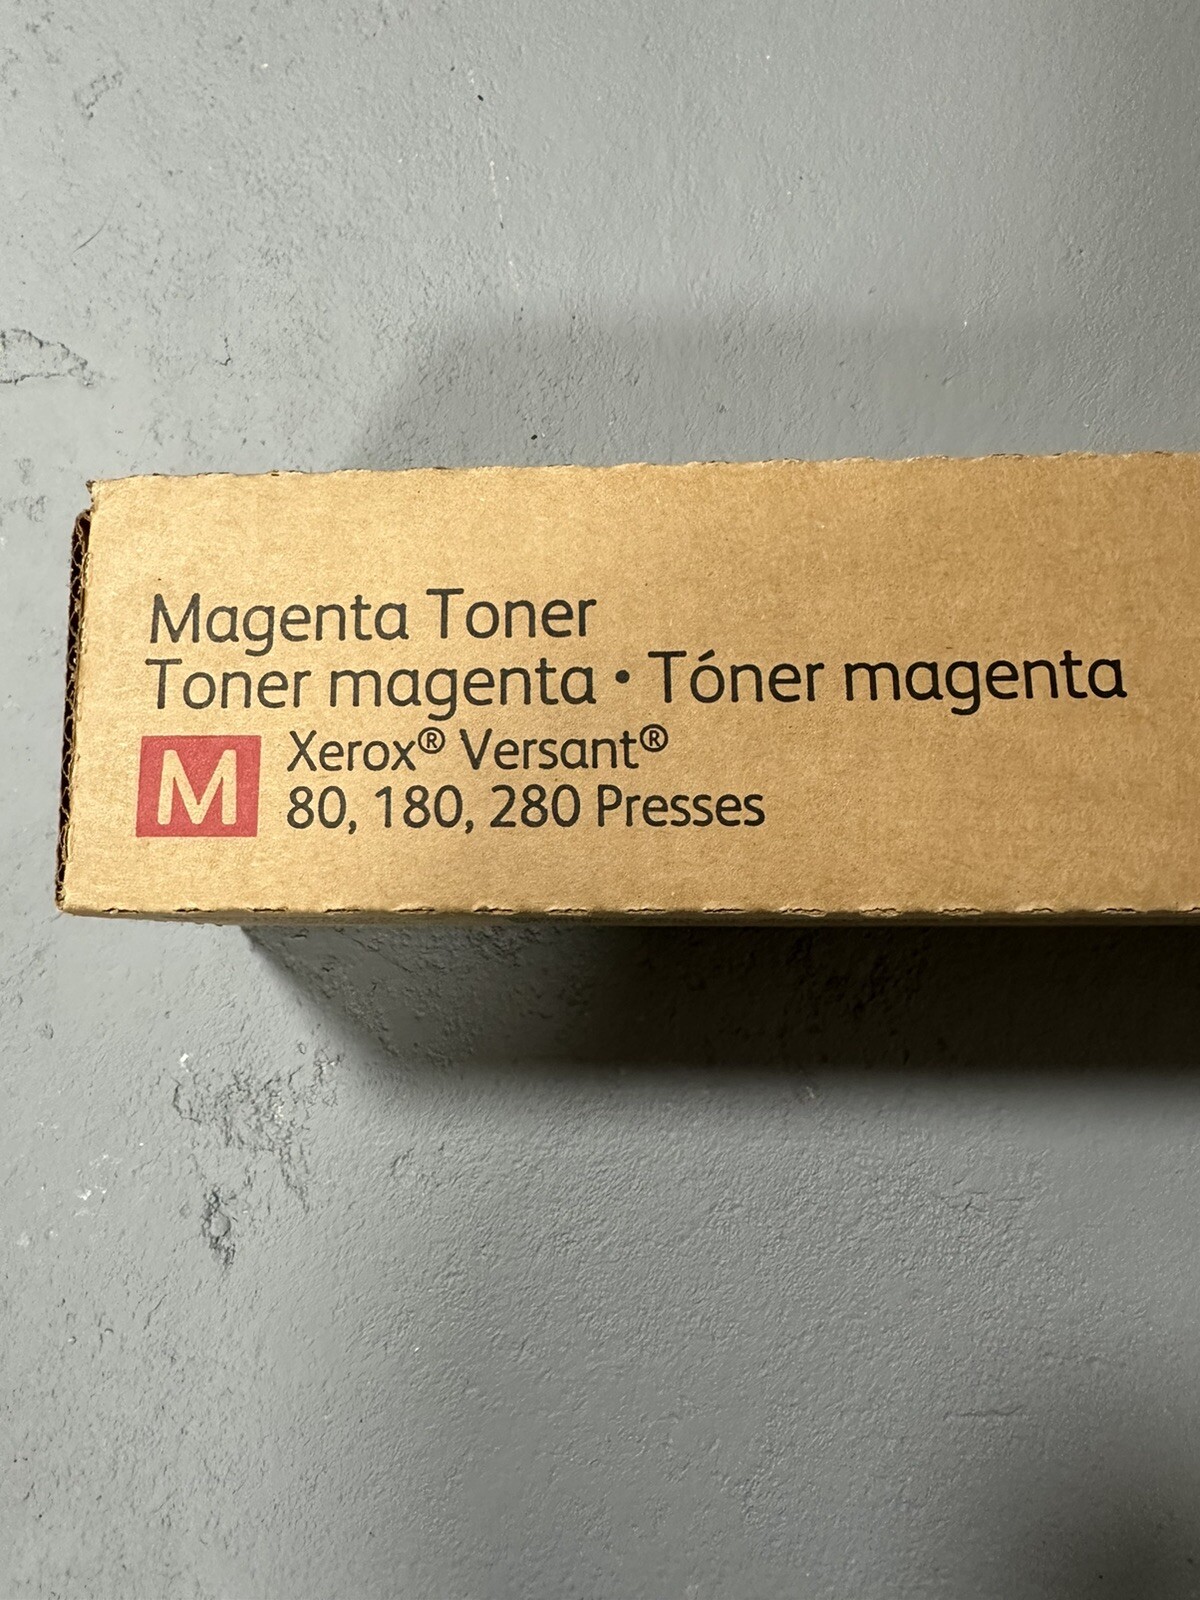 Magenta Toner
Toner magenta • Tóner magenta
M
Xerox® Versant®
80, 180, 280 Presses